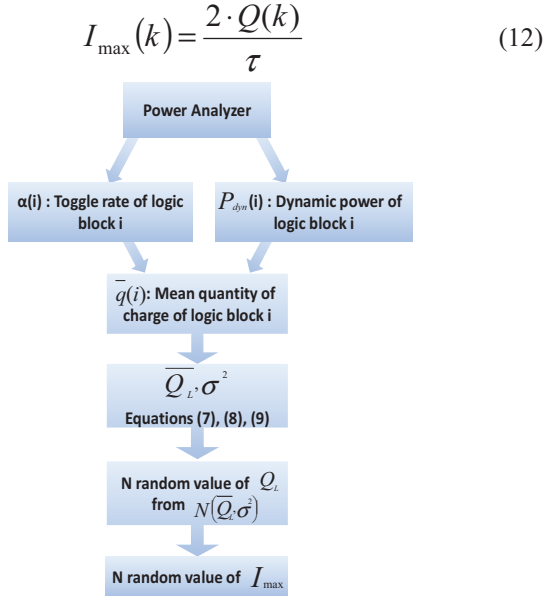 I_max(k) = 2 · Q(k) / τ (12)
Power Analyzer
α(i) : Toggle rate of logic
block i
P_dyn(i) : Dynamic power of
logic block i
q̅(i): Mean quantity of
charge of logic block i
Q̅_L, σ²
Equations (7), (8), (9)
N random value of Q_L
from N(Q̅_L, σ²)
N random value of I_max